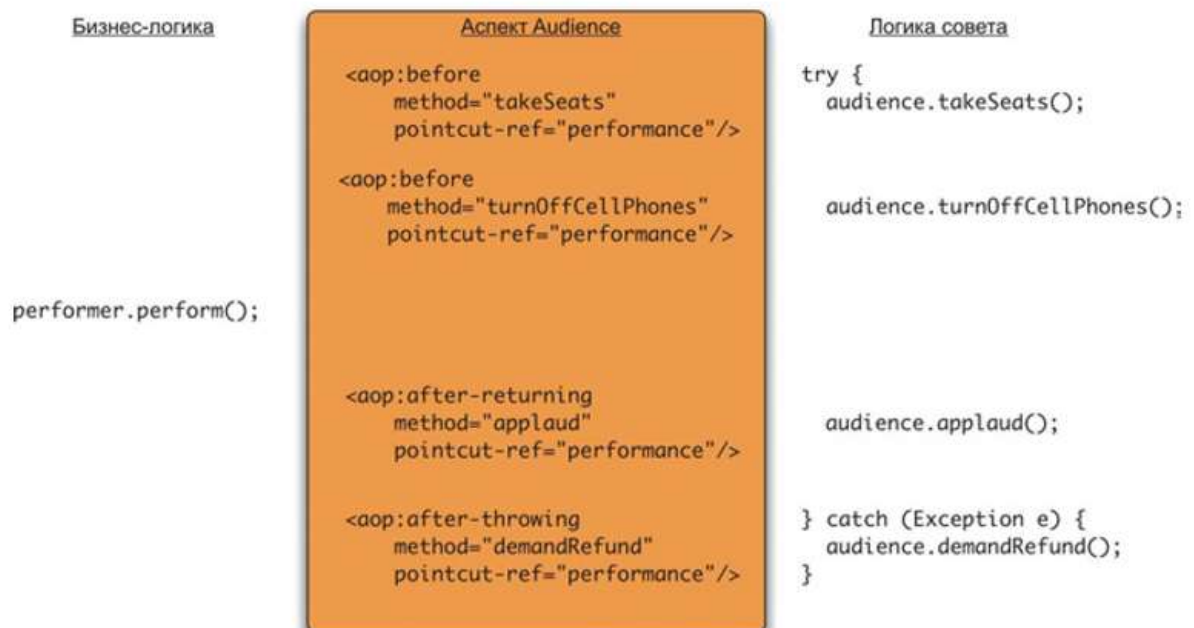 Бизнес-логика
Аспект Audience
Логика совета
<aop:before
method="takeSeats"
pointcut-ref="performance"/>
try {
audience.takeSeats();
<aop:before
method="turnOffCellPhones"
pointcut-ref="performance"/>
audience.turnOffCellPhones();
performer.perform();
<aop:after-returning
method="applaud"
pointcut-ref="performance"/>
audience.applaud();
<aop:after-throwing
method="demandRefund"
pointcut-ref="performance"/>
} catch (Exception e) {
audience.demandRefund();
}